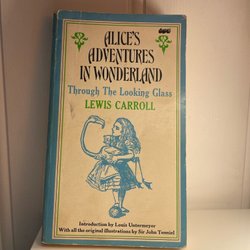 ALICE'S
ADVENTURES
IN WONDERLAND
Through The Looking Glass
LEWIS CARROLL
Introduction by Louis Untermeyer
With all the original illustrations by Sir John Tenniel